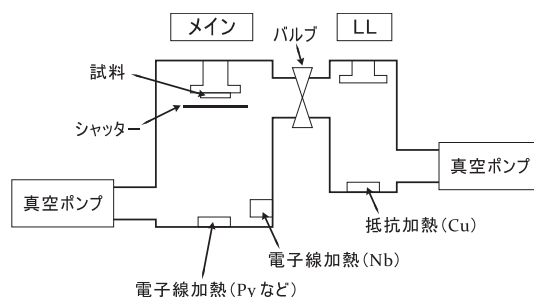 メイン
バルブ
LL
試料
シャッター
真空ポンプ
真空ポンプ
抵抗加熱(Cu)
電子線加熱(Nb)
電子線加熱(Pyなど)